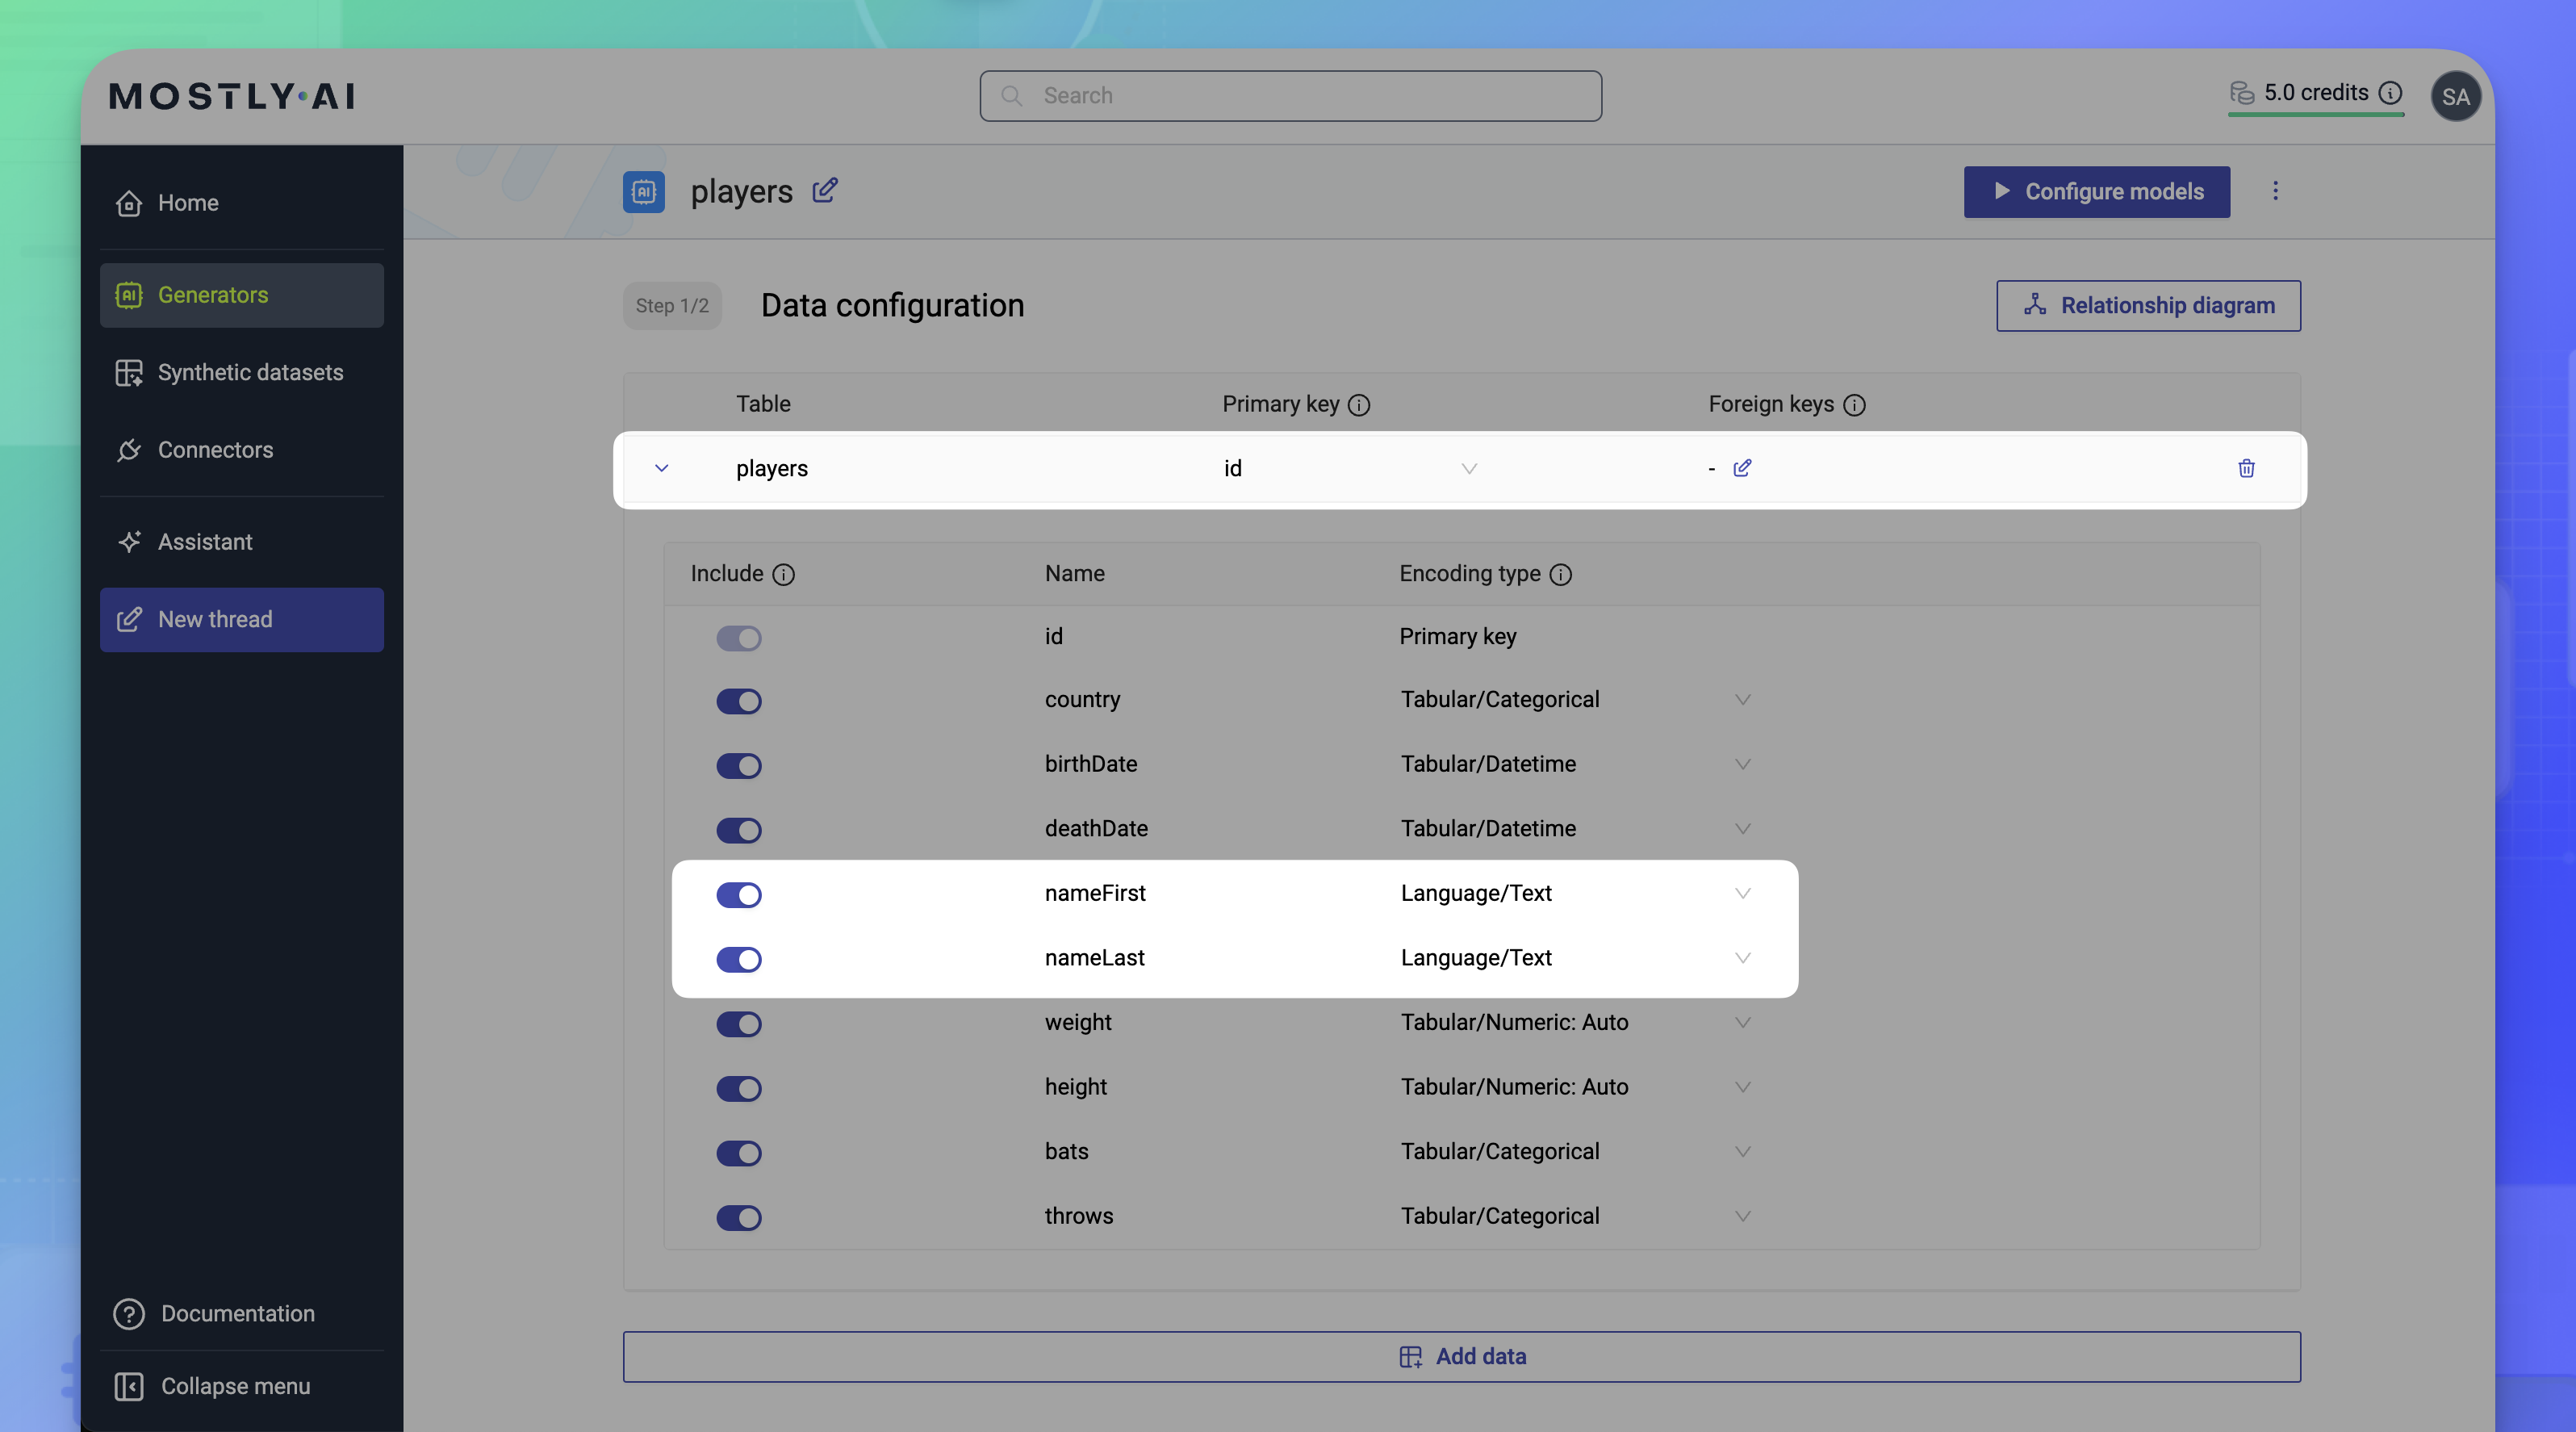 MOSTLY·AI
Search
5.0 credits
SA
Home
Generators
Synthetic datasets
Connectors
Assistant
New thread
Documentation
Collapse menu
AI players
Configure models
Step 1/2 Data configuration
Relationship diagram
Table Primary key Foreign keys
players id -
Include Name Encoding type
id Primary key
country Tabular/Categorical
birthDate Tabular/Datetime
deathDate Tabular/Datetime
nameFirst Language/Text
nameLast Language/Text
weight Tabular/Numeric: Auto
height Tabular/Numeric: Auto
bats Tabular/Categorical
throws Tabular/Categorical
Add data